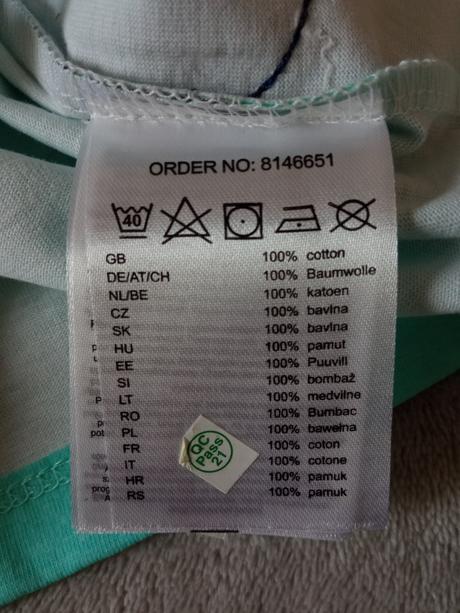 ORDER NO: 8146651
40
GB 100% cotton
DE/AT/CH 100% Baumwolle
NL/BE 100% katoen
CZ 100% bavlna
SK 100% bavlna
HU 100% pamut
EE 100% Puuvill
SI 100% bombaž
LT 100% medvilne
RO 100% Bumbac
PL 100% bawełna
FR 100% coton
IT 100% cotone
HR 100% pamuk
RS 100% pamuk
QC
Pass
21